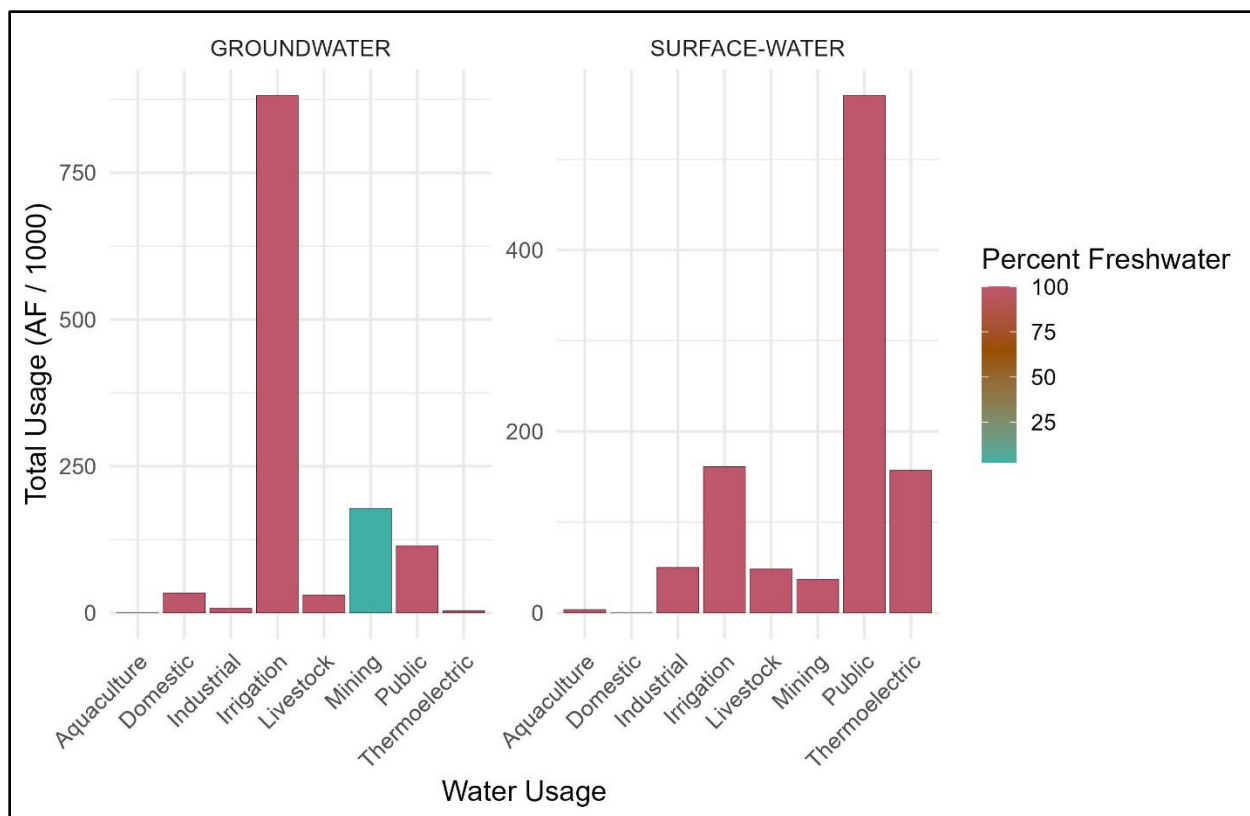 GROUNDWATER
SURFACE-WATER
Total Usage (AF / 1000)
750
500
250
0
400
200
0
Aquaculture
Domestic
Industrial
Irrigation
Livestock
Mining
Public
Thermoelectric
Aquaculture
Domestic
Industrial
Irrigation
Livestock
Mining
Public
Thermoelectric
Water Usage
Percent Freshwater
100
75
50
25